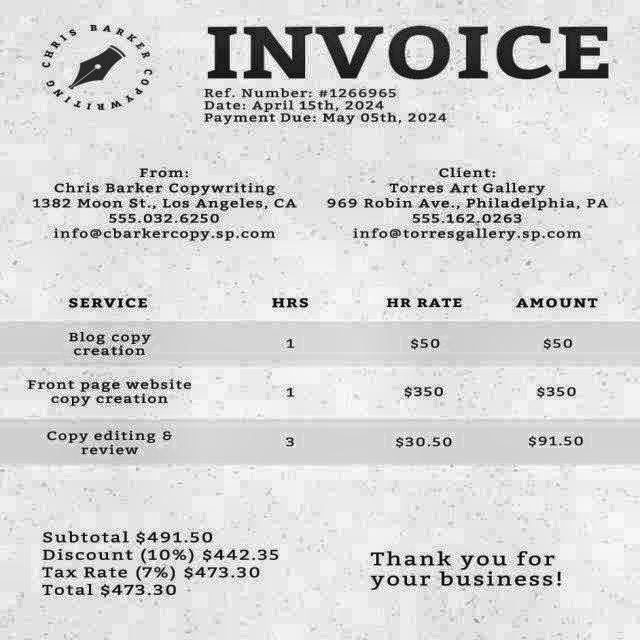 CHRIS BARKER COPYWRITING
INVOICE
Ref. Number: #1266965
Date: April 15th, 2024
Payment Due: May 05th, 2024
From:
Chris Barker Copywriting
1382 Moon St., Los Angeles, CA
555.032.6250
info@cbarkercopy.sp.com
Client:
Torres Art Gallery
969 Robin Ave., Philadelphia, PA
555.162.0263
info@torresgallery.sp.com
SERVICE HRS HR RATE AMOUNT
Blog copy
creation 1 $50 $50
Front page website
copy creation 1 $350 $350
Copy editing &
review 3 $30.50 $91.50
Subtotal $491.50
Discount (10%) $442.35
Tax Rate (7%) $473.30
Total $473.30
Thank you for
your business!